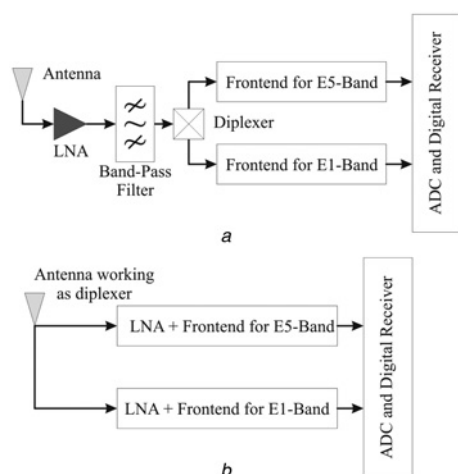 Antenna
LNA
Band-Pass
Filter
Diplexer
Frontend for E5-Band
Frontend for E1-Band
ADC and Digital Receiver
a
Antenna working
as diplexer
LNA + Frontend for E5-Band
LNA + Frontend for E1-Band
ADC and Digital Receiver
b